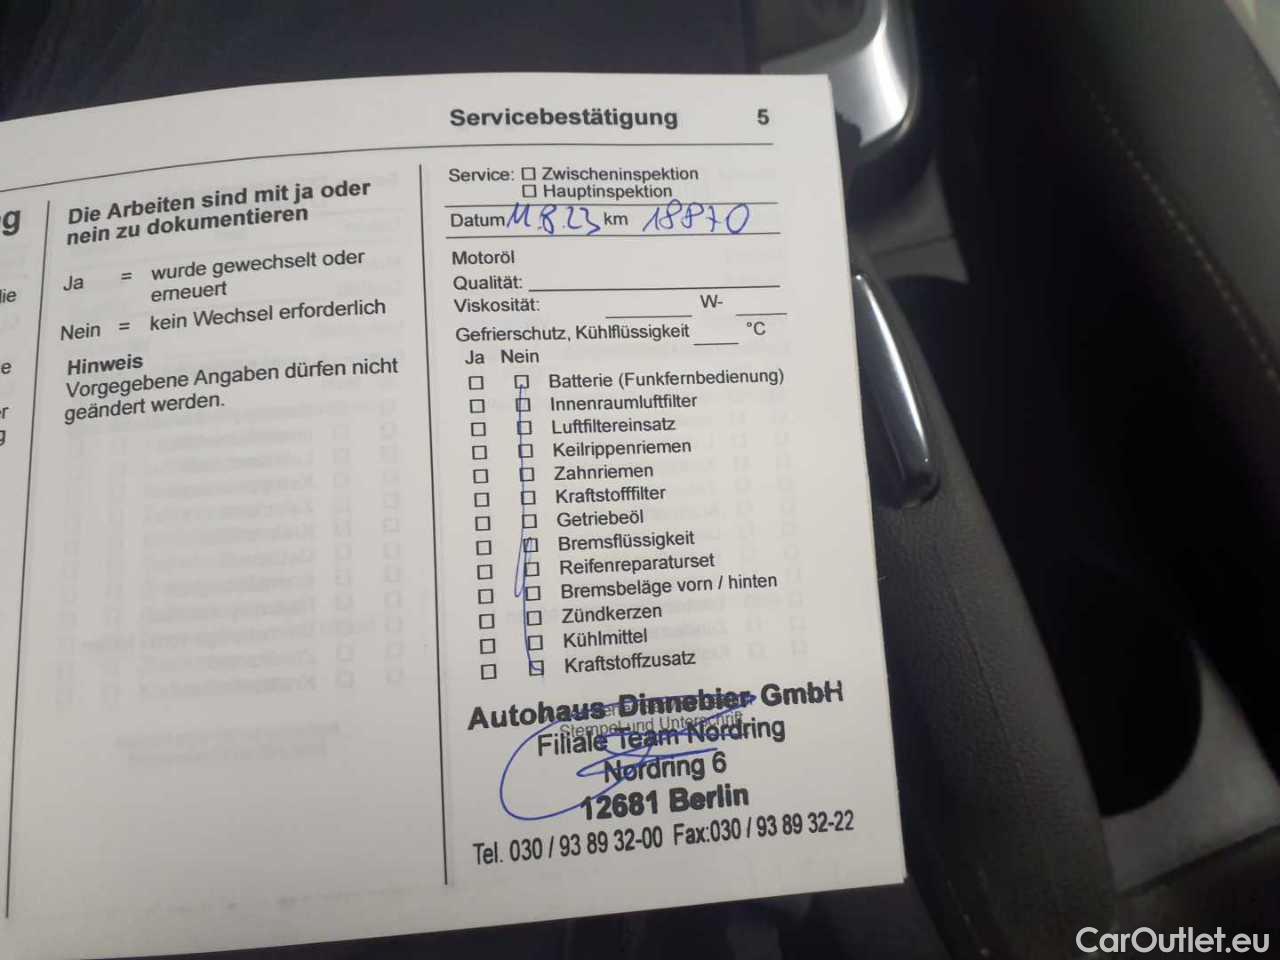 Servicebestätigung 5
g
die
e
er
g
Die Arbeiten sind mit ja oder
nein zu dokumentieren
Ja = wurde gewechselt oder
erneuert
Nein = kein Wechsel erforderlich
Hinweis
Vorgegebene Angaben dürfen nicht
geändert werden.
Service: Zwischeninspektion
Hauptinspektion
Datum 11.8.23 km 18870
Motoröl
Qualität:
Viskosität: W-
Gefrierschutz, Kühlflüssigkeit °C
Ja Nein
Batterie (Funkfernbedienung)
Innenraumluftfilter
Luftfiltereinsatz
Keilrippenriemen
Zahnriemen
Kraftstofffilter
Getriebeöl
Bremsflüssigkeit
Reifenreparaturset
Bremsbeläge vorn / hinten
Zündkerzen
Kühlmittel
Kraftstoffzusatz
Autohaus Dinnebier GmbH
Stempel und Unterschrift
Filiale Team Nordring
Nordring 6
12681 Berlin
Tel. 030 / 93 89 32-00 Fax:030 / 93 89 32-22
CarOutlet.eu